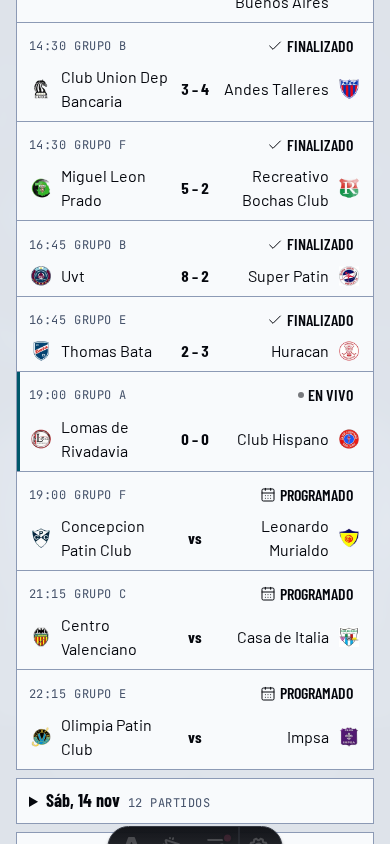 Buenos Aires
14:30 GRUPO B FINALIZADO
Club Union Dep Bancaria 3 - 4 Andes Talleres
14:30 GRUPO F FINALIZADO
Miguel Leon Prado 5 - 2 Recreativo Bochas Club
16:45 GRUPO B FINALIZADO
Uvt 8 - 2 Super Patin
16:45 GRUPO E FINALIZADO
Thomas Bata 2 - 3 Huracan
19:00 GRUPO A EN VIVO
Lomas de Rivadavia 0 - 0 Club Hispano
19:00 GRUPO F PROGRAMADO
Concepcion Patin Club vs Leonardo Murialdo
21:15 GRUPO C PROGRAMADO
Centro Valenciano vs Casa de Italia
22:15 GRUPO E PROGRAMADO
Olimpia Patin Club vs Impsa
Sáb, 14 nov 12 PARTIDOS